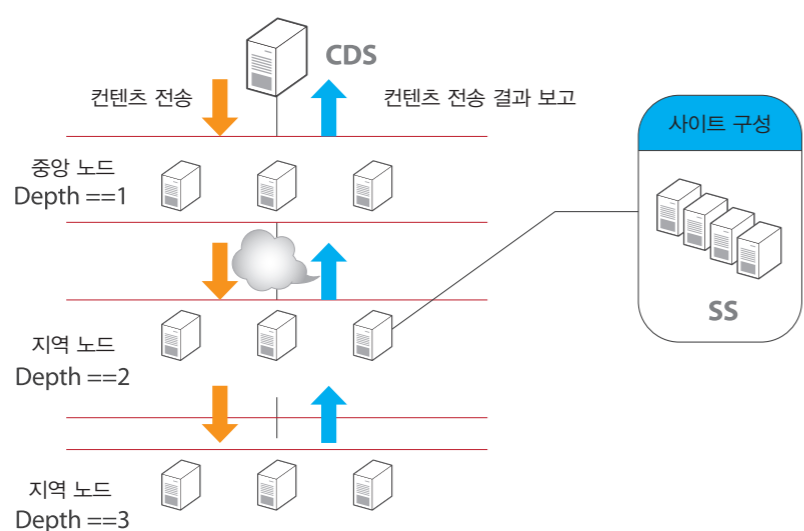 CDS
컨텐츠 전송
컨텐츠 전송 결과 보고
사이트 구성
중앙 노드
Depth ==1
SS
지역 노드
Depth ==2
지역 노드
Depth ==3